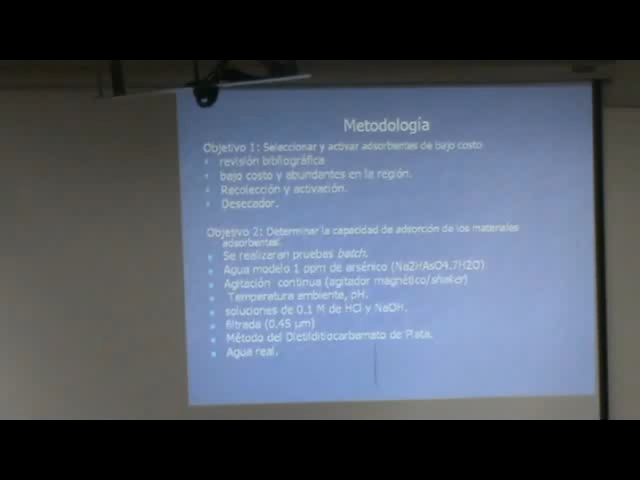 Metodología
Objetivo 1: Seleccionar y activar adsorbentes de bajo costo
• revisión bibliográfica
• bajo costo y abundantes en la región.
• Recolección y activación.
• Desecador.
Objetivo 2: Determinar la capacidad de adsorción de los materiales
adsorbentes.
• Se realizaran pruebas batch.
• Agua modelo 1 ppm de arsénico (Na2HAsO4.7H2O)
• Agitación continua (agitador magnético/shaker)
• Temperatura ambiente, pH.
• soluciones de 0.1 M de HCl y NaOH.
• filtrada (0.45 µm)
• Método del Dietilditiocarbamato de Plata.
• Agua real.